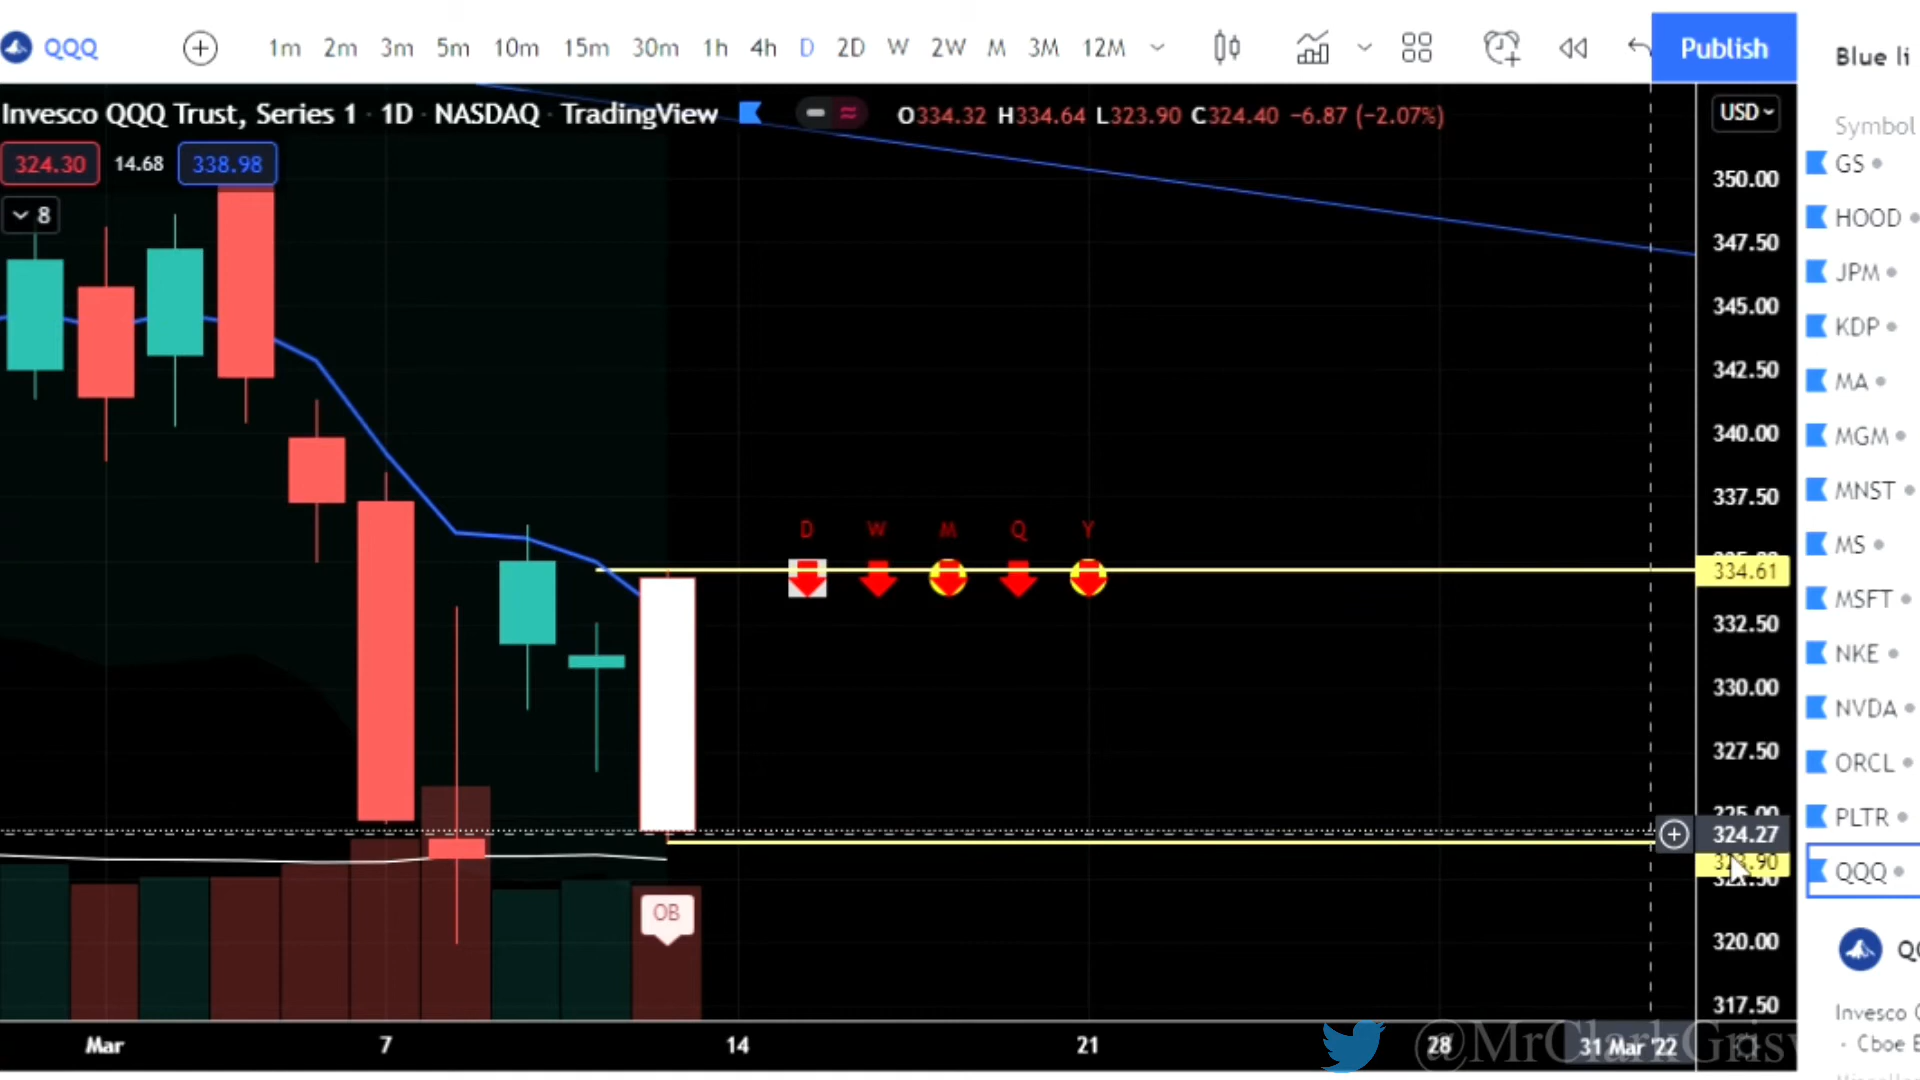 QQQ 1m 2m 3m 5m 10m 15m 30m 1h 4h D 2D W 2W M 3M 12M Publish
Blue li
Invesco QQQ Trust, Series 1 · 1D · NASDAQ · TradingView O334.32 H334.64 L323.90 C324.40 −6.87 (−2.07%)
USD
Symbol
324.30 14.68 338.98
8
350.00
347.50
345.00
342.50
340.00
337.50
334.61
332.50
330.00
327.50
325.00
324.27
323.90
322.50
320.00
317.50
D W M Q Y
OB
Mar 7 14 21 28 31 Mar '22
@MrClarkGrisw
GS
HOOD
JPM
KDP
MA
MGM
MNST
MS
MSFT
NKE
NVDA
ORCL
PLTR
QQQ
Invesco
· Cboe